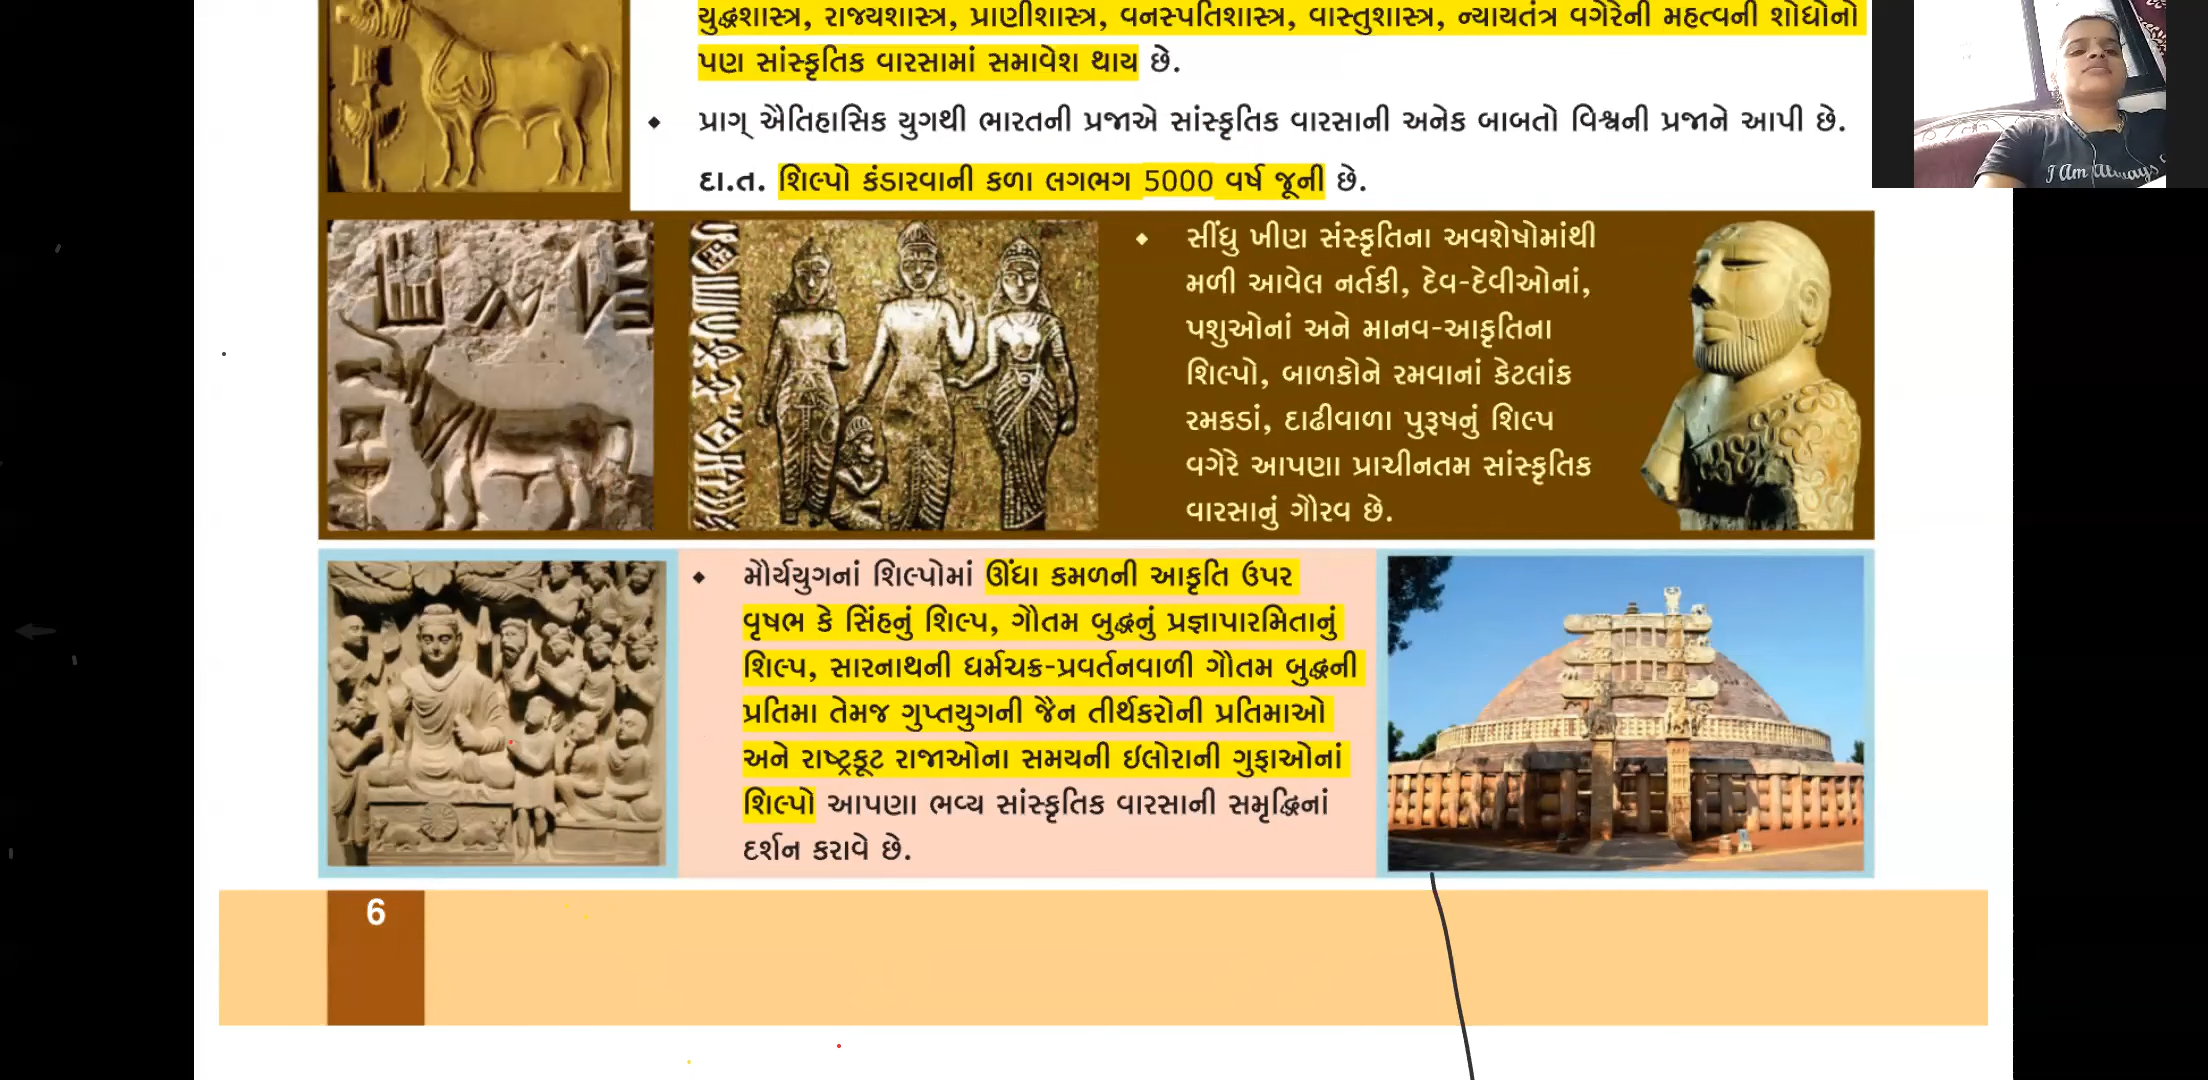 યુદ્ધશાસ્ત્ર, રાજ્યશાસ્ત્ર, પ્રાણીશાસ્ત્ર, વનસ્પતિશાસ્ત્ર, વાસ્તુશાસ્ત્ર, ન્યાયતંત્ર વગેરેની મહત્વની શોધોનો
પણ સાંસ્કૃતિક વારસામાં સમાવેશ થાય છે.
પ્રાગ્ ઐતિહાસિક યુગથી ભારતની પ્રજાએ સાંસ્કૃતિક વારસાની અનેક બાબતો વિશ્વની પ્રજાને આપી છે.
દા.ત. શિલ્પો કંડારવાની કળા લગભગ 5000 વર્ષ જૂની છે.
સીંધુ ખીણ સંસ્કૃતિના અવશેષોમાંથી
મળી આવેલ નર્તકી, દેવ-દેવીઓનાં,
પશુઓનાં અને માનવ-આકૃતિના
શિલ્પો, બાળકોને રમવાનાં કેટલાંક
રમકડાં, દાઢીવાળા પુરૂષનું શિલ્પ
વગેરે આપણા પ્રાચીનતમ સાંસ્કૃતિક
વારસાનું ગૌરવ છે.
મૌર્યયુગનાં શિલ્પોમાં ઊંધા કમળની આકૃતિ ઉપર
વૃષભ કે સિંહનું શિલ્પ, ગૌતમ બુદ્ધનું પ્રજ્ઞાપારમિતાનું
શિલ્પ, સારનાથની ધર્મચક્ર-પ્રવર્તનવાળી ગૌતમ બુદ્ધની
પ્રતિમા તેમજ ગુપ્તયુગની જૈન તીર્થકરોની પ્રતિમાઓ
અને રાષ્ટ્રકૂટ રાજાઓના સમયની ઈલોરાની ગુફાઓનાં
શિલ્પો આપણા ભવ્ય સાંસ્કૃતિક વારસાની સમૃદ્ધિનાં
દર્શન કરાવે છે.
6
I Am Always